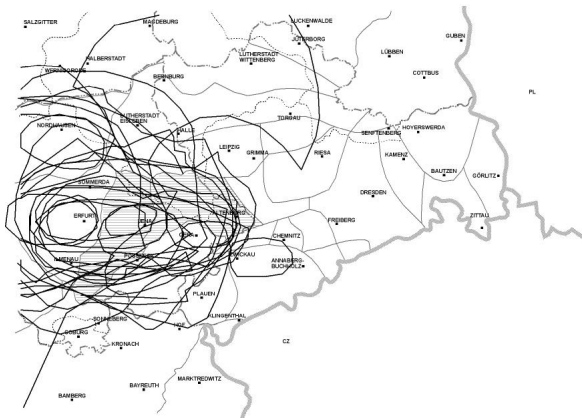 SALZGITTER
MAGDEBURG
LUCKENWALDE
GUBEN
JÜTERBORG
HALBERSTADT
LUTHERSTADT
WITTENBERG
LÜBBEN
WERNIGERODE
BERNBURG
COTTBUS
PL
LUTHERSTADT
EISLEBEN
TORGAU
NORDHAUSEN
HALLE
SENFTENBERG
HOYERSWERDA
LEIPZIG
GRIMMA
RIESA
KAMENZ
BAUTZEN
GÖRLITZ
SÖMMERDA
DRESDEN
ERFURT
JENA
ALTENBURG
FREIBERG
ZITTAU
GERA
CHEMNITZ
ILMENAU
ZWICKAU
ANNABERG-
BUCHHOLZ
PLAUEN
KLINGENTHAL
SONNEBERG
HOF
COBURG
KRONACH
CZ
MARKTREDWITZ
BAYREUTH
BAMBERG